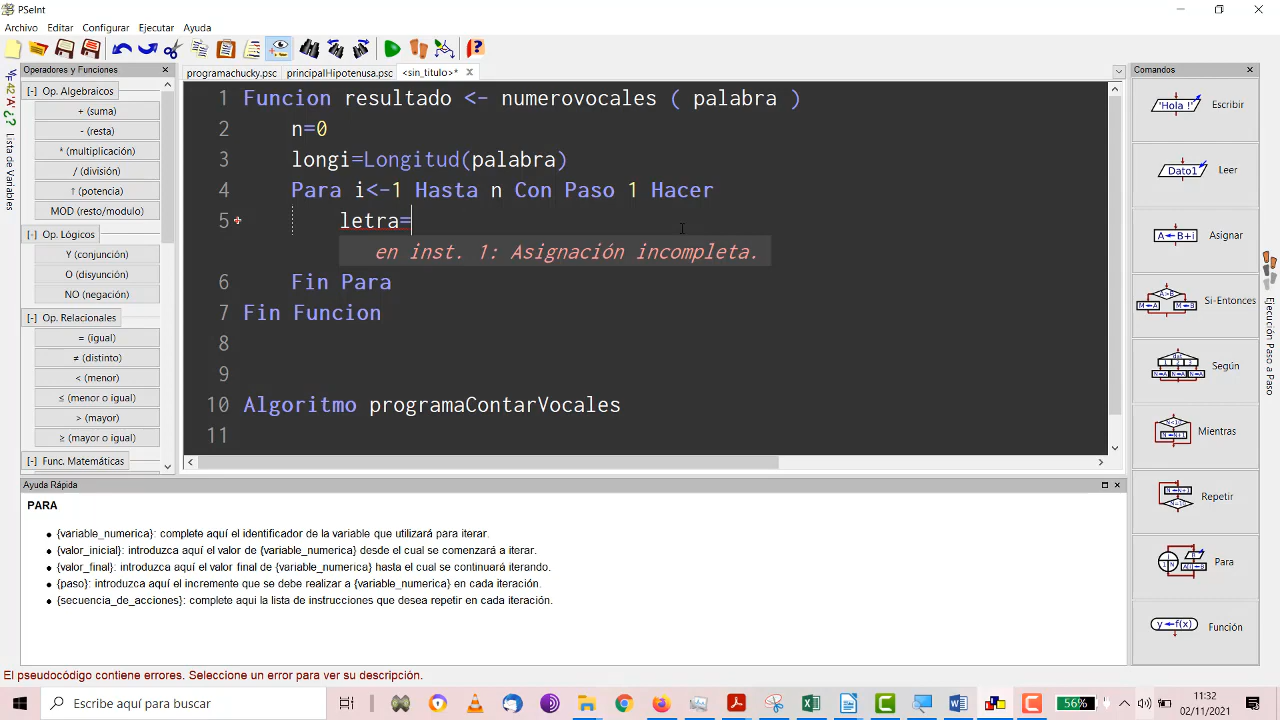 PSeInt
Archivo Editar Configurar Ejecutar Ayuda
Operadores y Funciones
programachucky.psc principalHipotenusa.psc <sin_titulo>*
Comandos
[-] Op. Algebraicos
+ (suma)
- (resta)
* (multiplicación)
/ (división)
↑ (potencia)
MOD (resto/modulo)
[-] Op. Lógicos
Y (conjunción)
O (disjunción)
NO (negación)
[-] Op. Relacionales
= (igual)
≠ (distinto)
< (menor)
≤ (menor o igual)
> (mayor)
≥ (mayor o igual)
[-] Func. Matemáticas
Lista de Variables
1 Funcion resultado <- numerovocales ( palabra )
2 n=0
3 longi=Longitud(palabra)
4 Para i<-1 Hasta n Con Paso 1 Hacer
5 letra=
en inst. 1: Asignación incompleta.
6 Fin Para
7 Fin Funcion
8
9
10 Algoritmo programaContarVocales
11
'Hola !' Escribir
Dato1 Leer
A←B+i Asignar
Si-Entonces
Según
Mientras
Repetir
Para
y←f(x) Función
Ejecución Paso a Paso
Ayuda Rápida
PARA
{variable_numerica}: complete aquí el identificador de la variable que utilizará para iterar.
{valor_inicial}: introduzca aquí el valor de {variable_numerica} desde el cual se comenzará a iterar.
{valor_final}: introduzca aquí el valor final de {variable_numerica} hasta el cual se continuará iterando.
{paso}: introduzca aquí el incremente que se debe realizar a {variable_numerica} en cada iteración.
{secuencia_de_acciones}: complete aqui la lista de instrucciones que desea repetir en cada iteración.
El pseudocódigo contiene errores. Seleccione un error para ver su descripción.
Escribe aquí para buscar
56%
11:32
02/11/2021